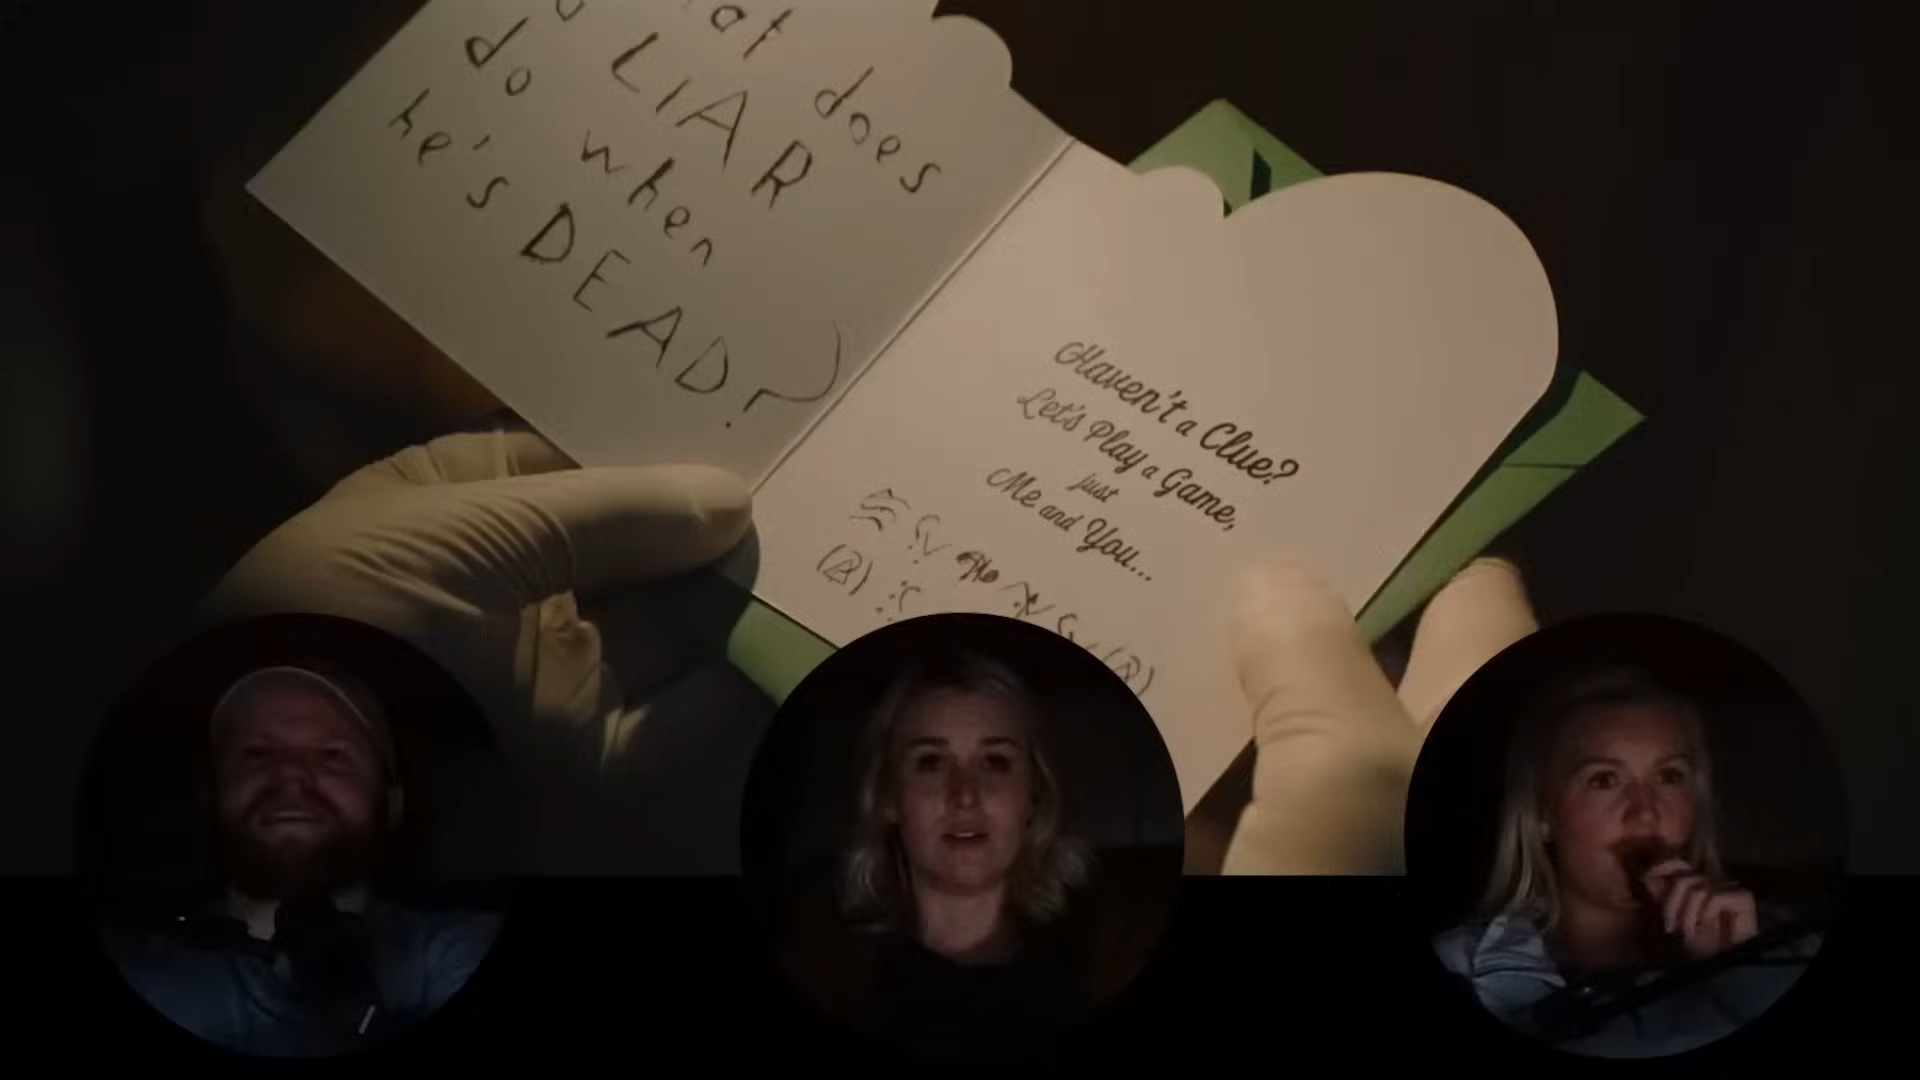 does
LIAR
do when
he's DEAD?
Haven't a Clue?
Let's Play a Game,
just
Me and You...